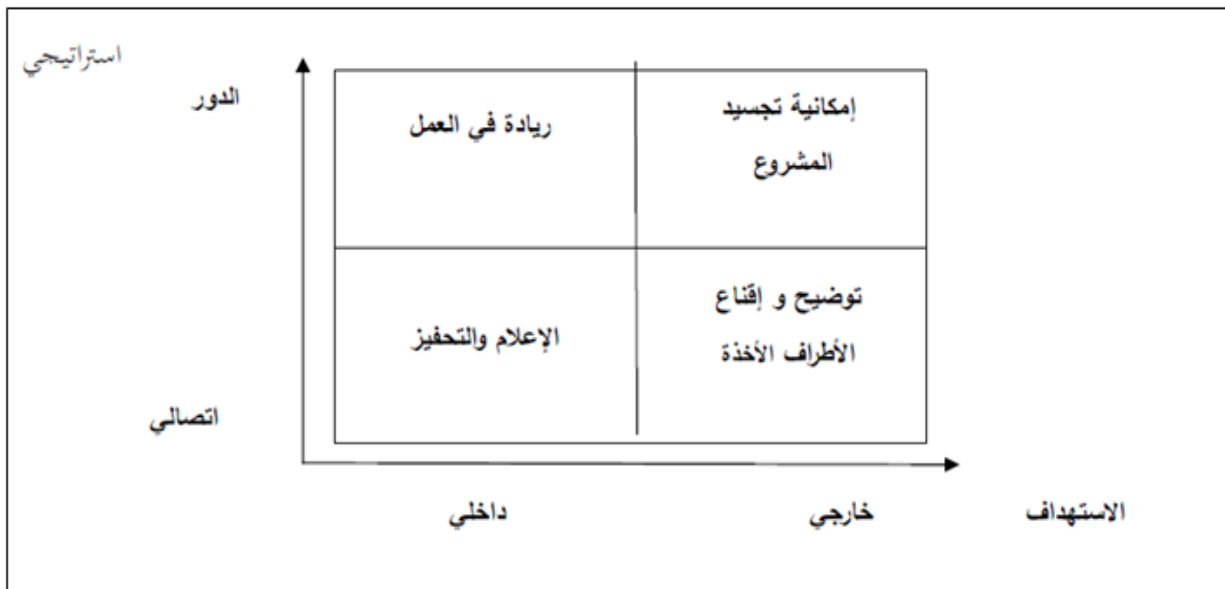 استراتيجي
الدور
إمكانية تجسيد
المشروع
ريادة في العمل
توضيح و إقناع
الأطراف الأخذة
الإعلام والتحفيز
اتصالي
الاستهداف
خارجي
داخلي